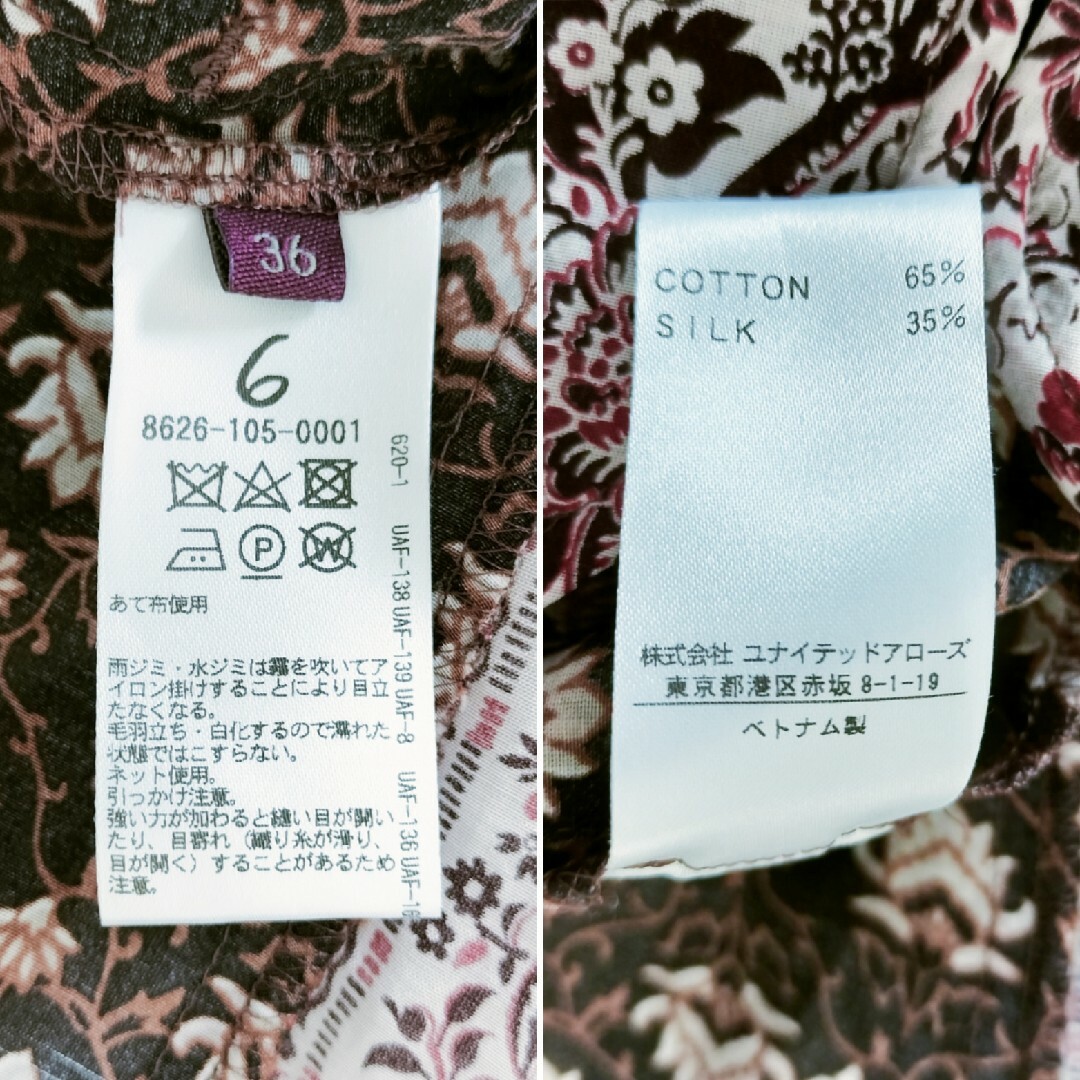 36
6
8626-105-0001
P
W
あて布使用
雨ジミ・水ジミは霧を吹いてア
イロン掛けすることにより目立
たなくなる。
毛羽立ち・白化するので濡れた
状態ではこすらない。
ネット使用。
引っかけ注意。
強い力が加わると縫い目が開い
たり、目寄れ（織り糸が滑り、
目が開く）することがあるため
注意。
620-1 UAF-138 UAF-139 UAF-8 UAF-136 UAF-16
COTTON 65%
SILK 35%
株式会社 ユナイテッドアローズ
東京都港区赤坂 8-1-19
ベトナム製